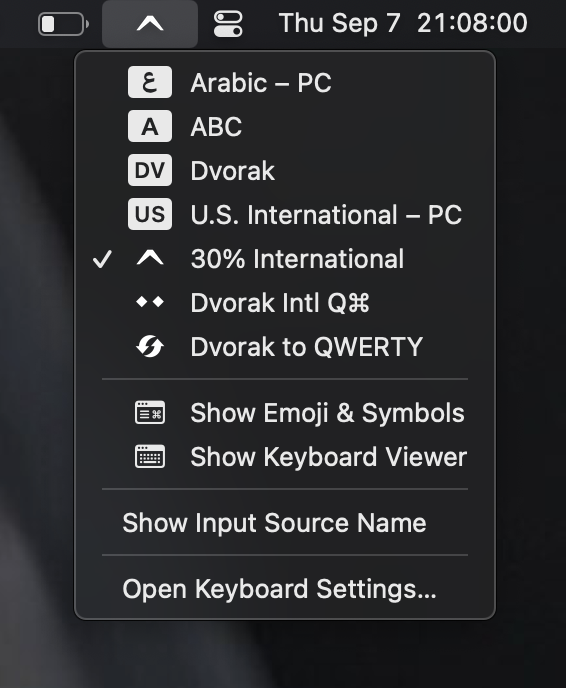 Thu Sep 7 21:08:00
ع Arabic – PC
A ABC
DV Dvorak
US U.S. International – PC
30% International
Dvorak Intl Q⌘
Dvorak to QWERTY
Show Emoji & Symbols
Show Keyboard Viewer
Show Input Source Name
Open Keyboard Settings...